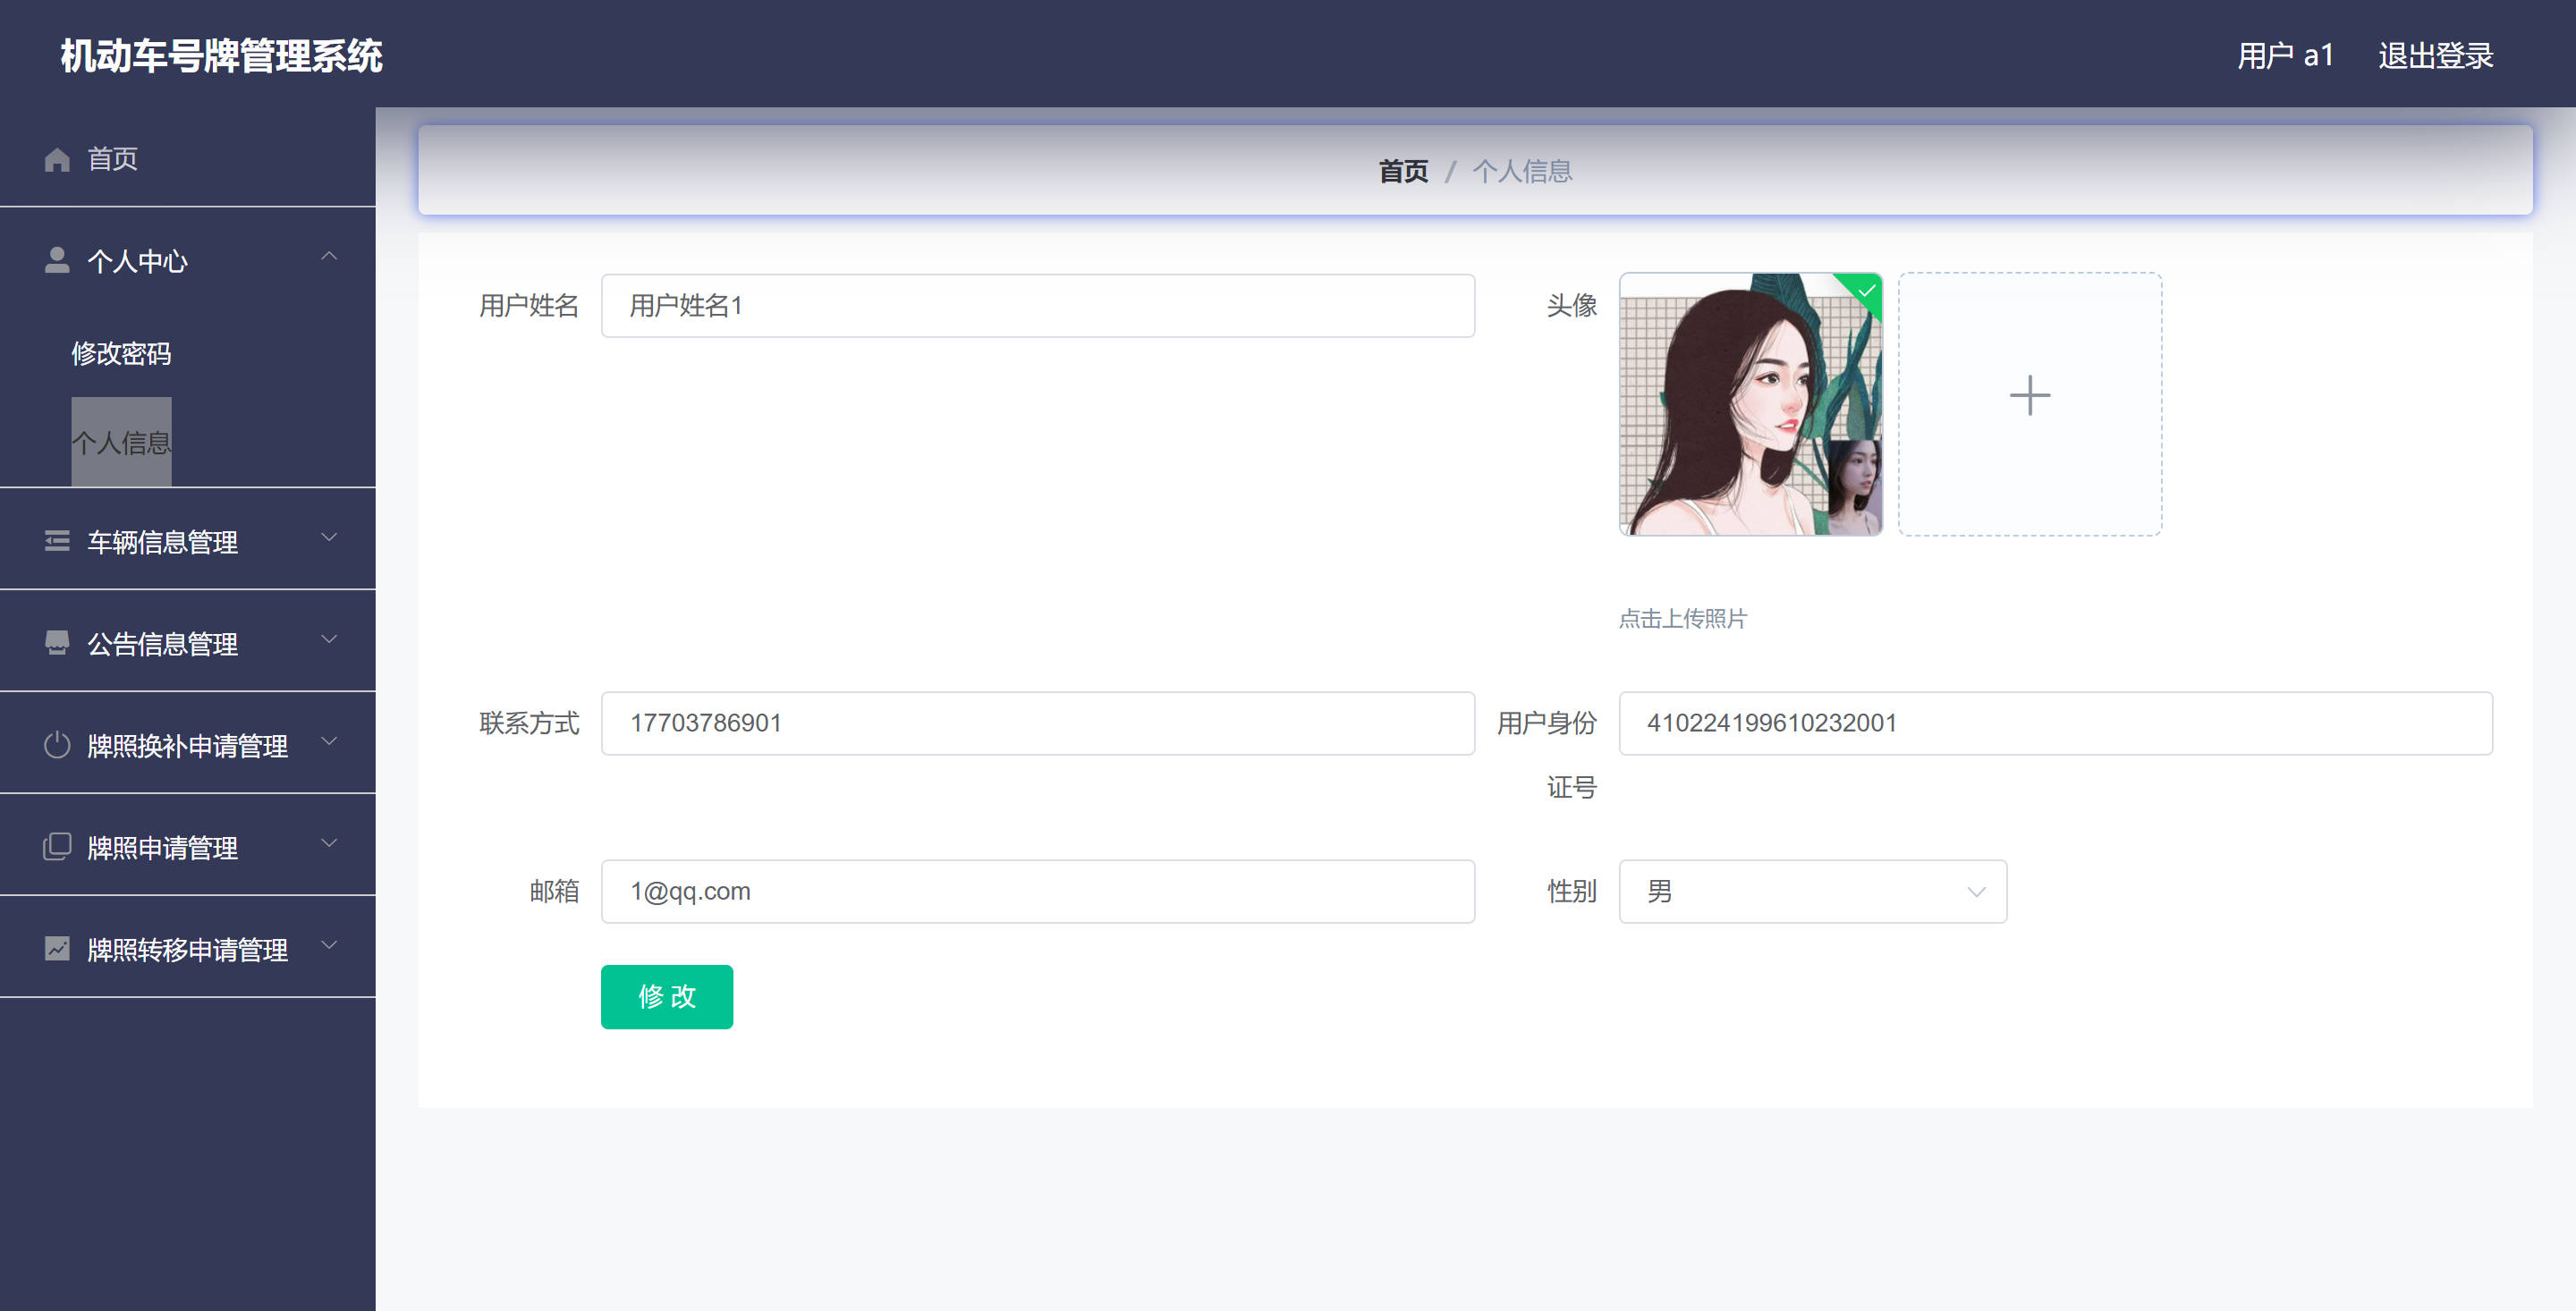 机动车号牌管理系统
用户 a1
退出登录
首页
个人中心
修改密码
个人信息
车辆信息管理
公告信息管理
牌照换补申请管理
牌照申请管理
牌照转移申请管理
首页 / 个人信息
用户姓名
用户姓名1
头像
点击上传照片
联系方式
17703786901
用户身份
证号
410224199610232001
邮箱
1@qq.com
性别
男
修 改